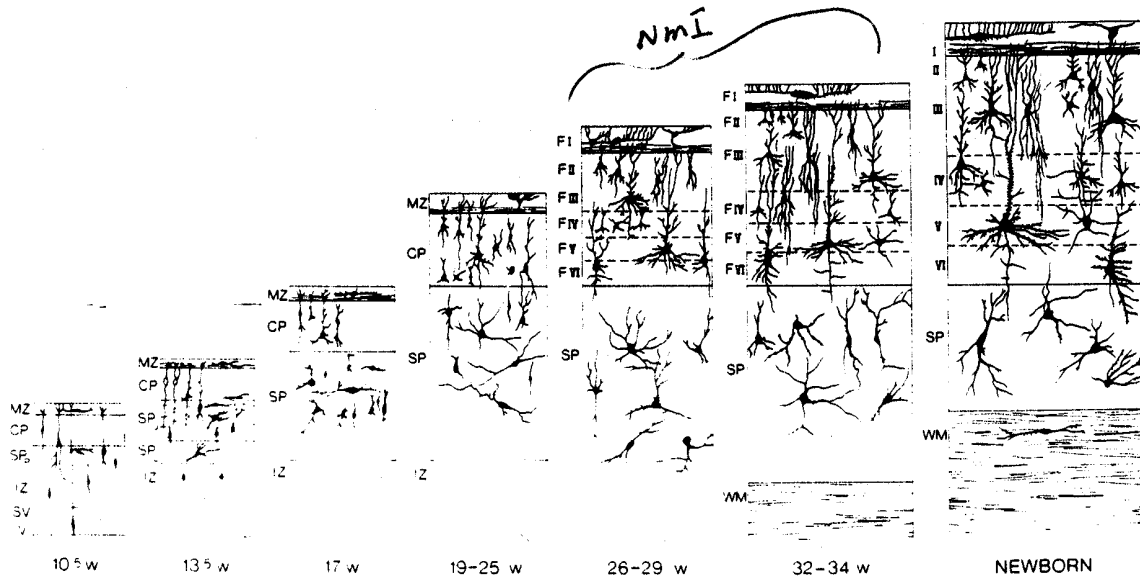 NMI
MZ
CP
SP
IZ
SV
V
10.5 w
MZ
CP
SP
SP
IZ
13.5 w
MZ
CP
SP
IZ
17 w
MZ
CP
SP
IZ
19-25 w
FI
FII
FIII
FIV
FV
FVI
SP
26-29 w
FI
FII
FIII
FIV
FV
FVI
SP
WM
32-34 w
I
II
III
IV
V
VI
SP
WM
NEWBORN